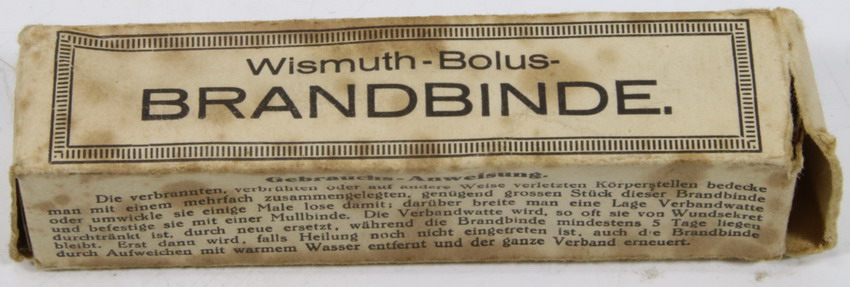 Wismuth-Bolus-
BRANDBINDE.
Gebrauchs-Anweisung.
Die verbrannten, verbrühten oder auf andere Weise verletzten Körperstellen bedecke
man mit einem mehrfach zusammengelegten, genügend grossen Stück dieser Brandbinde
oder umwickle sie einige Male lose damit; darüber breite man eine Lage Verbandwatte
und befestige sie mit einer Mullbinde. Die Verbandwatte wird, so oft sie von Wundsekret
durchtränkt ist, durch neue ersetzt, während die Brandbinde mindestens 5 Tage liegen
bleibt. Erst dann wird, falls Heilung noch nicht eingetreten ist, auch die Brandbinde
durch Aufweichen mit warmem Wasser entfernt und der ganze Verband erneuert.